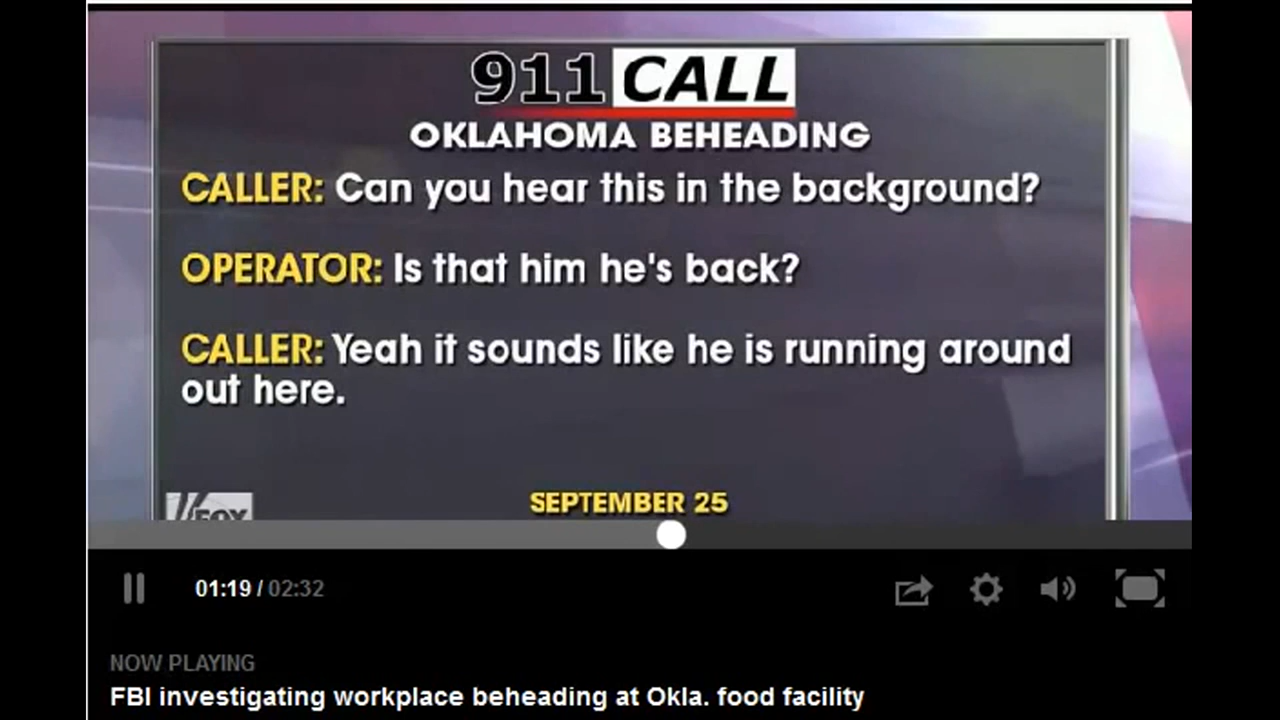 911 CALL
OKLAHOMA BEHEADING
CALLER: Can you hear this in the background?
OPERATOR: Is that him he's back?
CALLER: Yeah it sounds like he is running around
out here.
FOX
SEPTEMBER 25
01:19 / 02:32
NOW PLAYING
FBI investigating workplace beheading at Okla. food facility